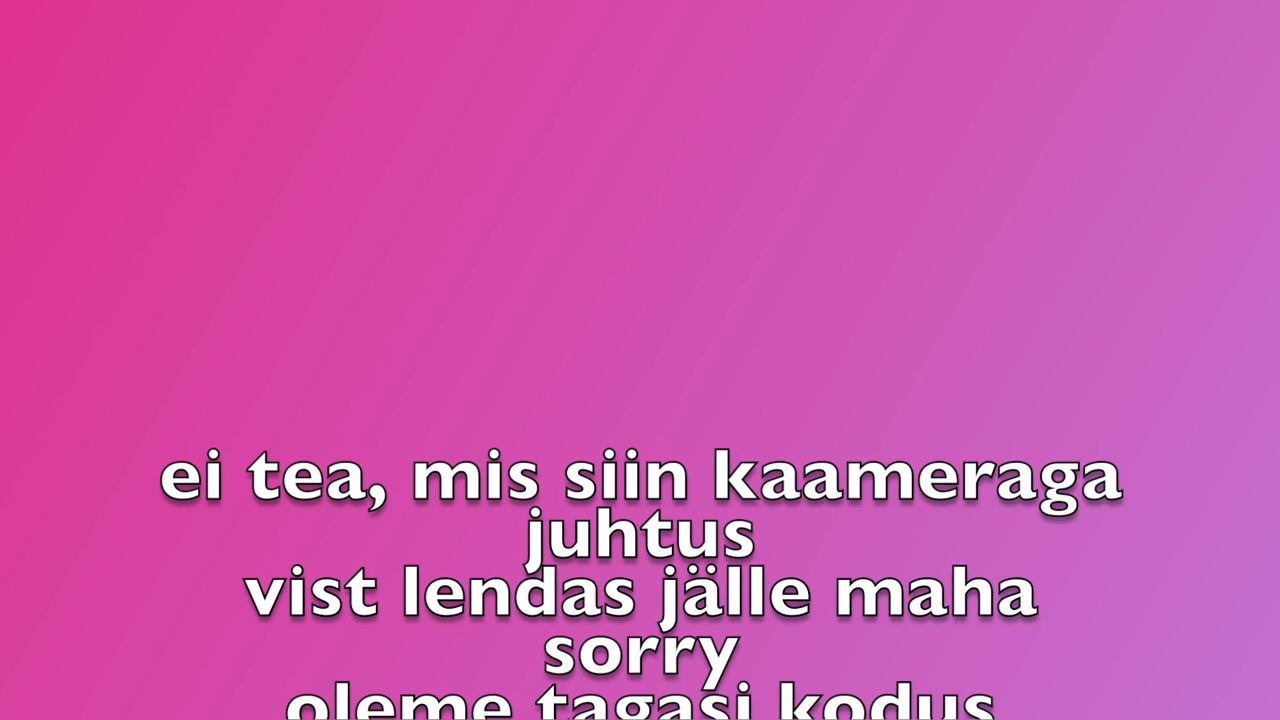 ei tea, mis siin kaameraga
juhtus
vist lendas jälle maha
sorry
oleme tagasi kodus